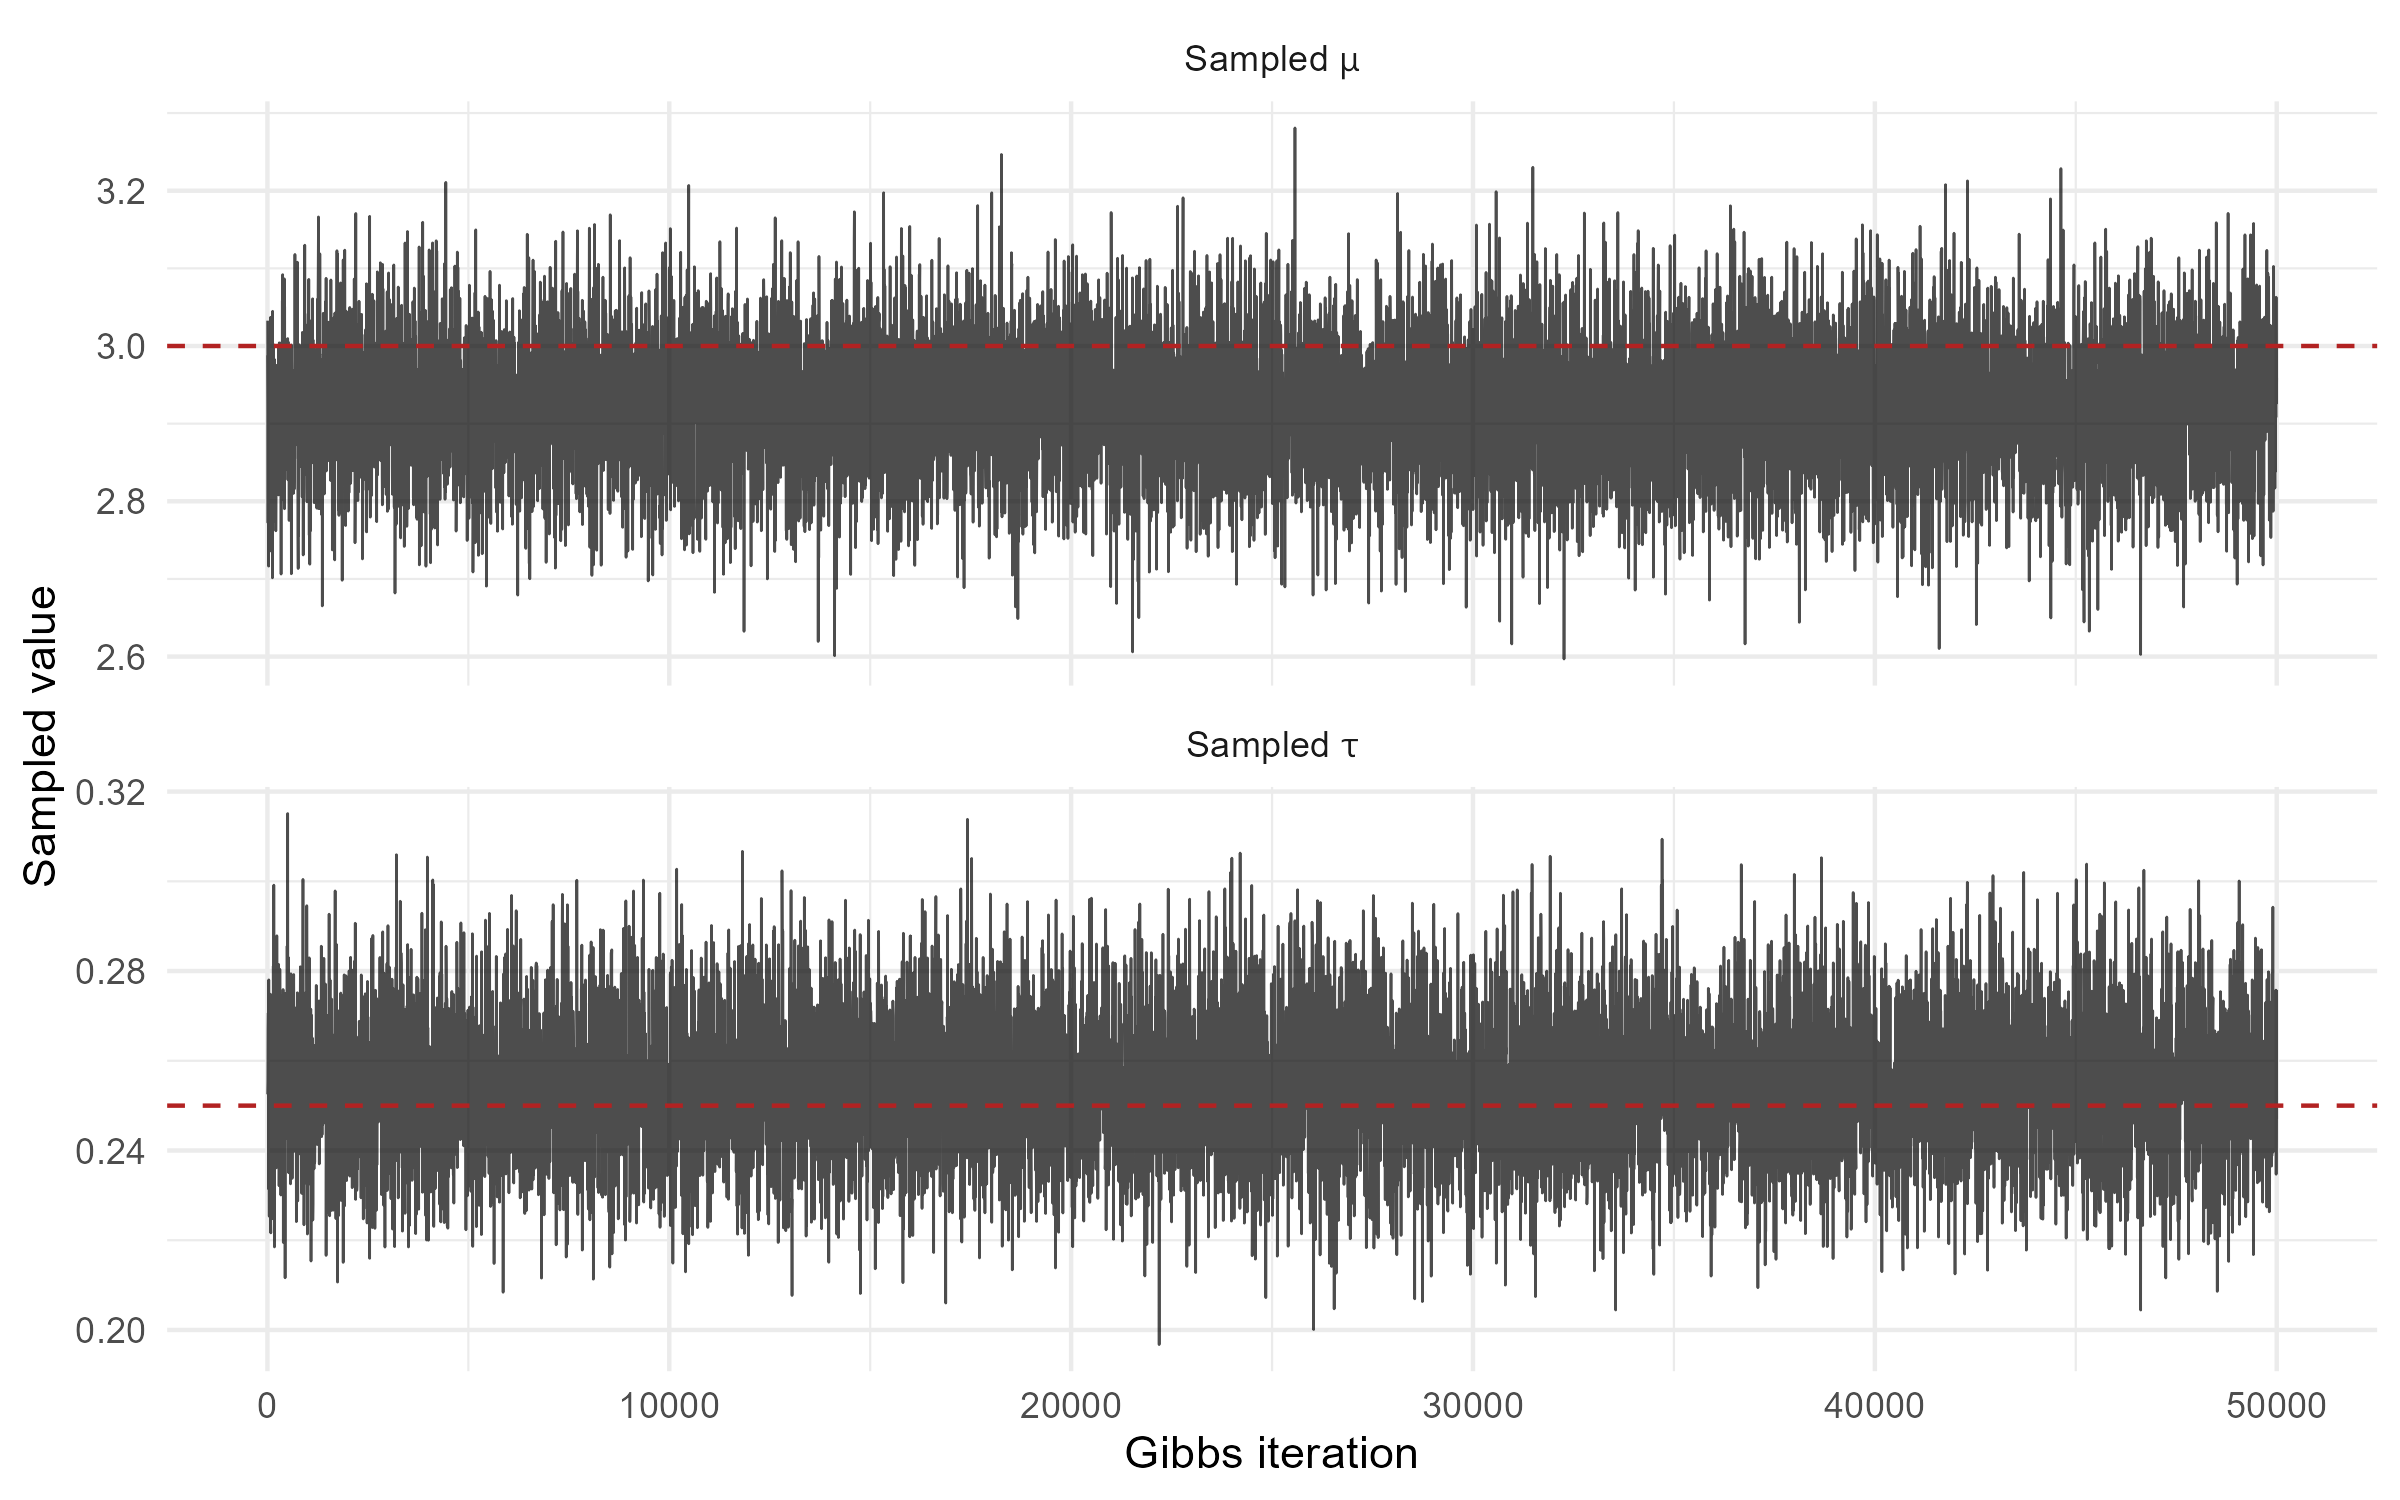 Sampled μ
3.2
3.0
2.8
2.6
Sampled value
Sampled τ
0.32
0.28
0.24
0.20
0 10000 20000 30000 40000 50000
Gibbs iteration